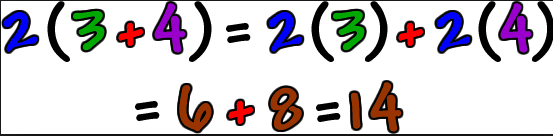 2(3+4) = 2(3)+2(4)
= 6+8=14